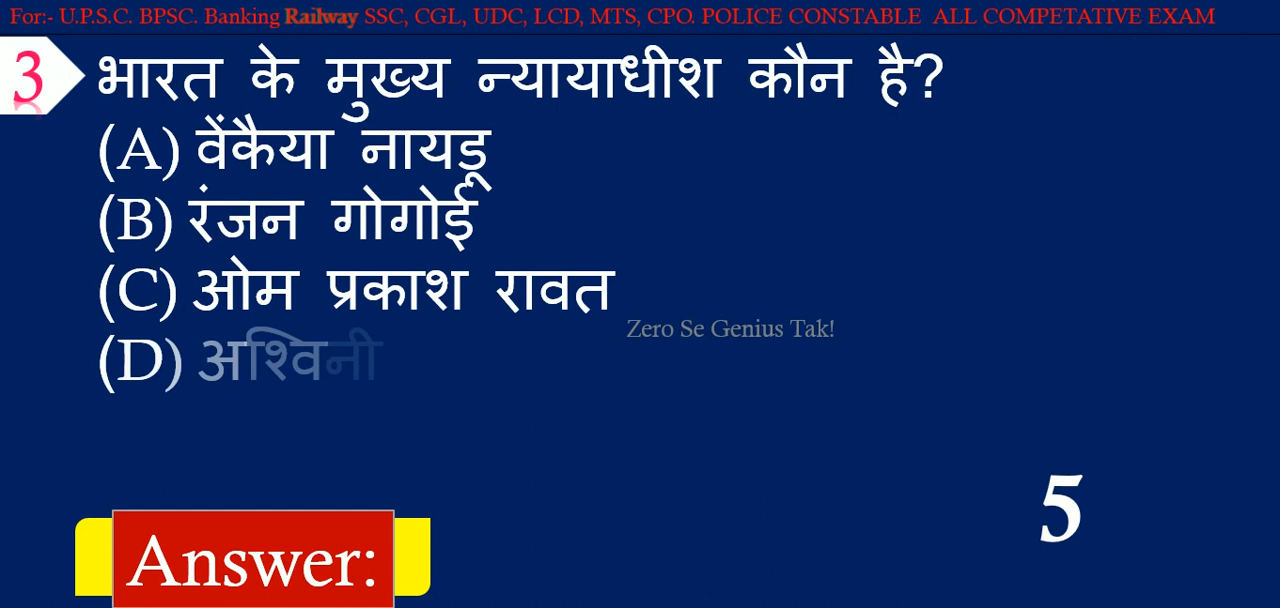 For:- U.P.S.C. BPSC. Banking Railway SSC, CGL, UDC, LCD, MTS, CPO. POLICE CONSTABLE ALL COMPETATIVE EXAM
3 भारत के मुख्य न्यायाधीश कौन है?
(A) वेंकैया नायडू
(B) रंजन गोगोई
(C) ओम प्रकाश रावत
Zero Se Genius Tak!
(D) अश्विनी
5
Answer: